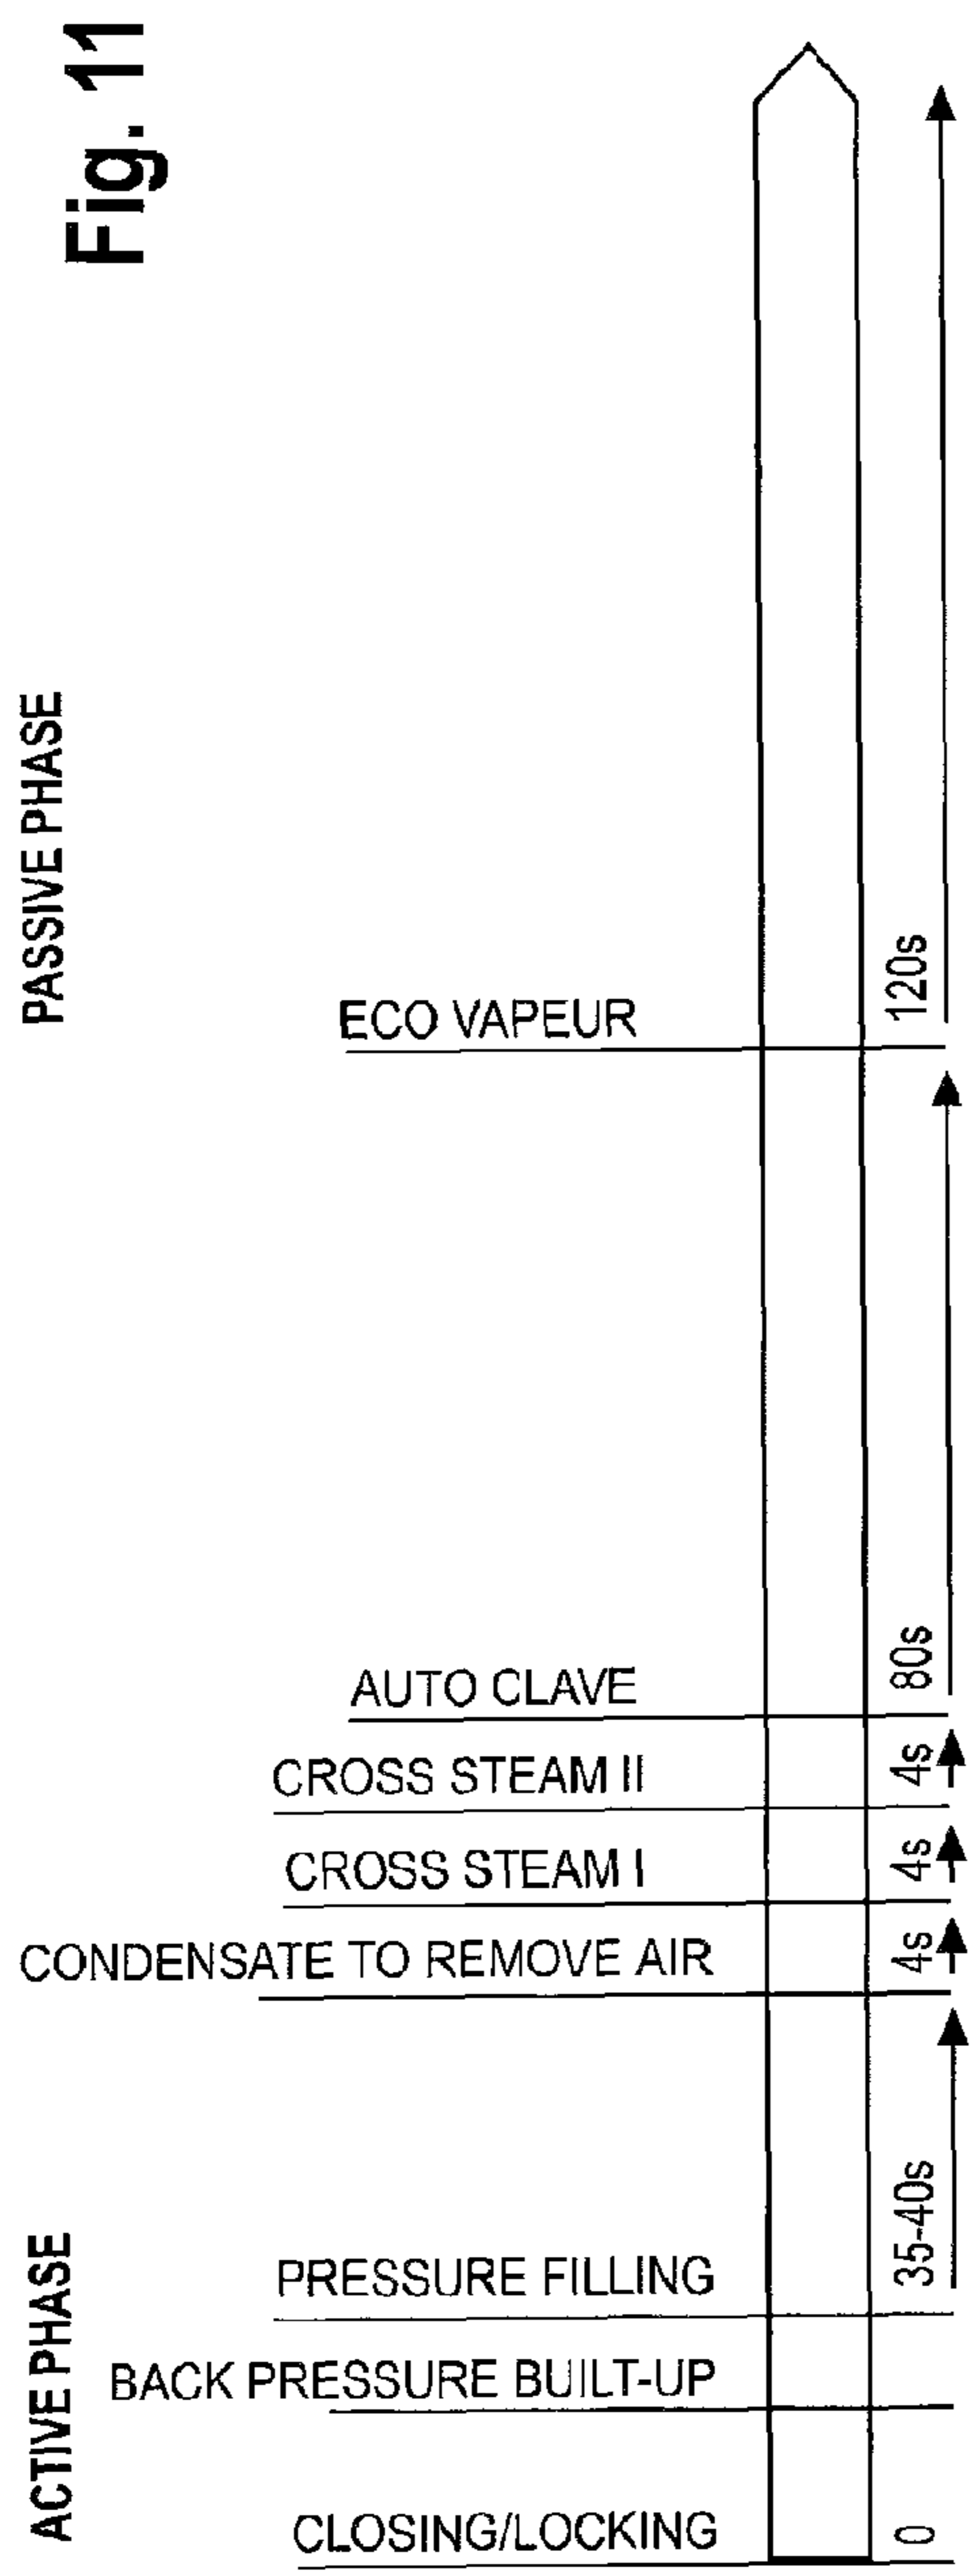 Fig. 11
PASSIVE PHASE
ECO VAPEUR
120s
AUTO CLAVE
80s
CROSS STEAM II
4s
CROSS STEAM I
4s
CONDENSATE TO REMOVE AIR
4s
ACTIVE PHASE
PRESSURE FILLING
35-40s
BACK PRESSURE BUILT-UP
CLOSING/LOCKING
0